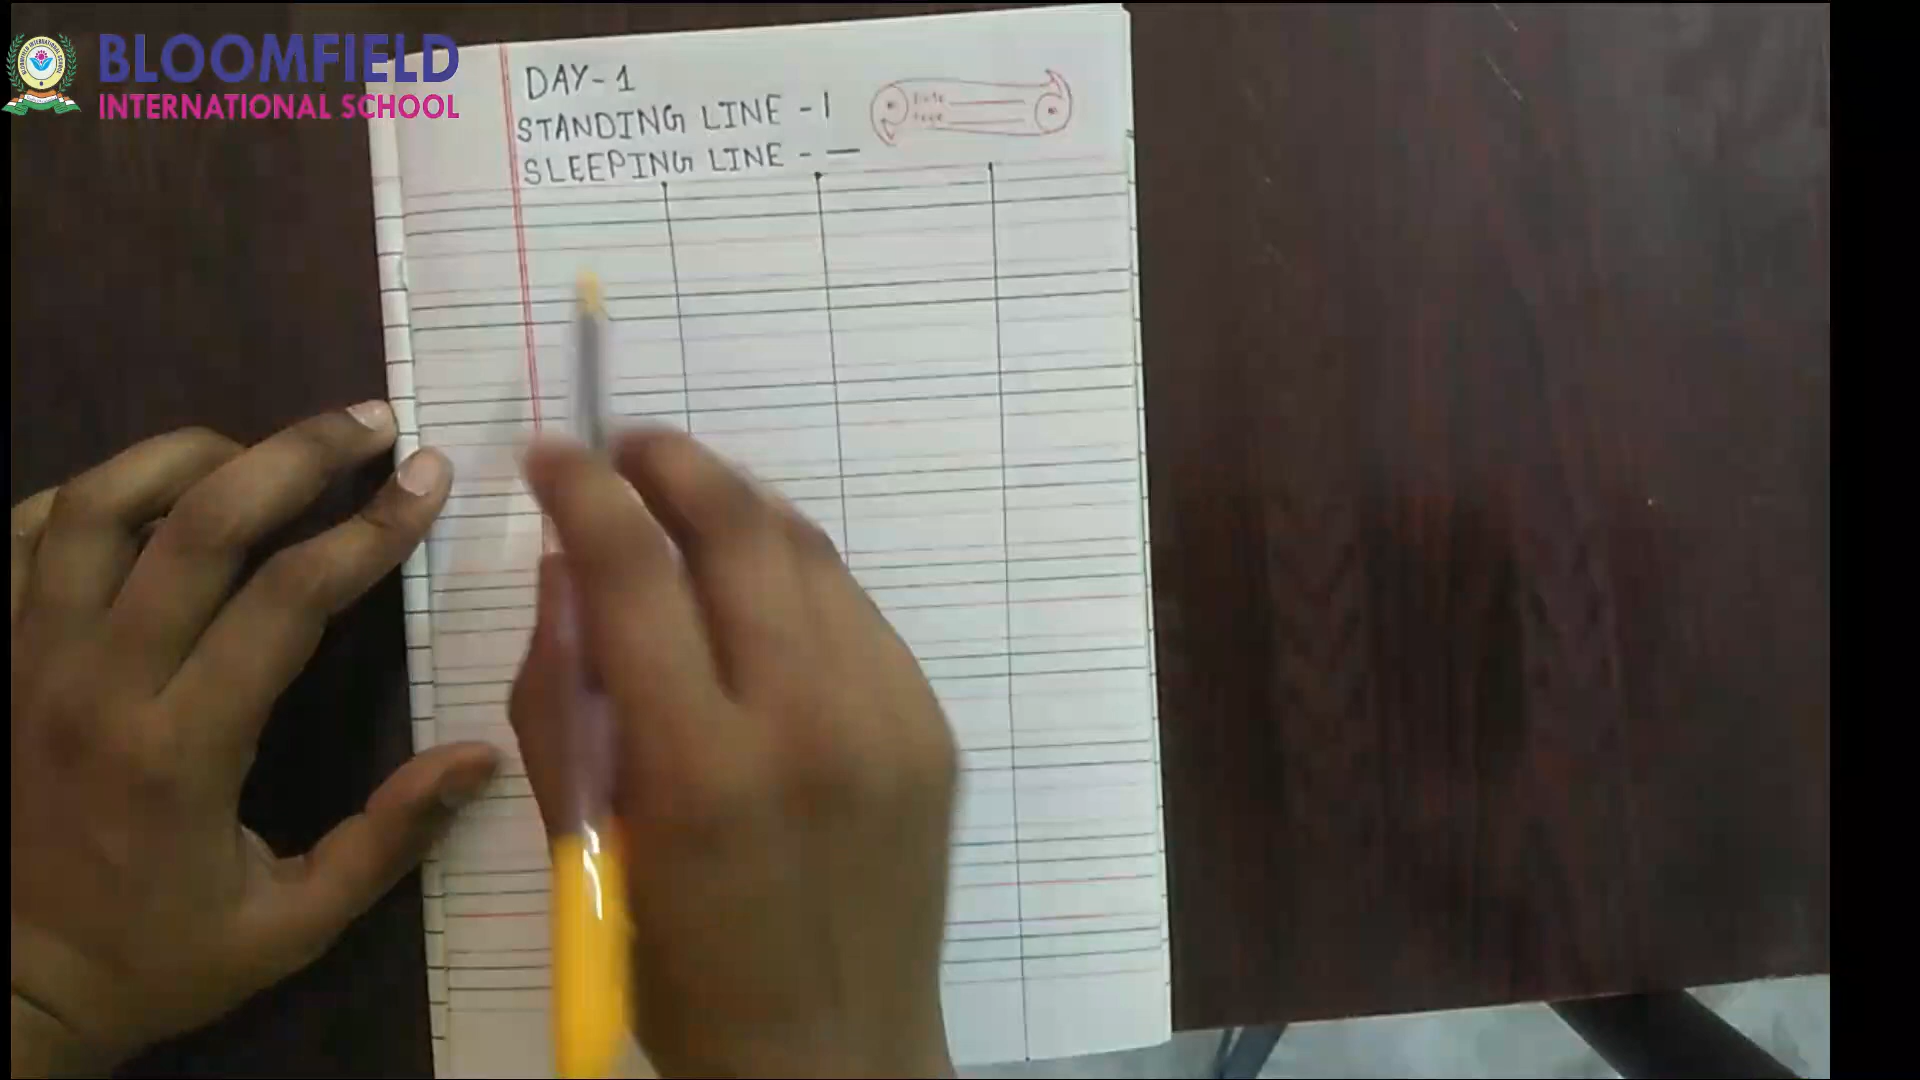 BLOOMFIELD
INTERNATIONAL SCHOOL
DAY-1
STANDING LINE - |
SLEEPING LINE - —